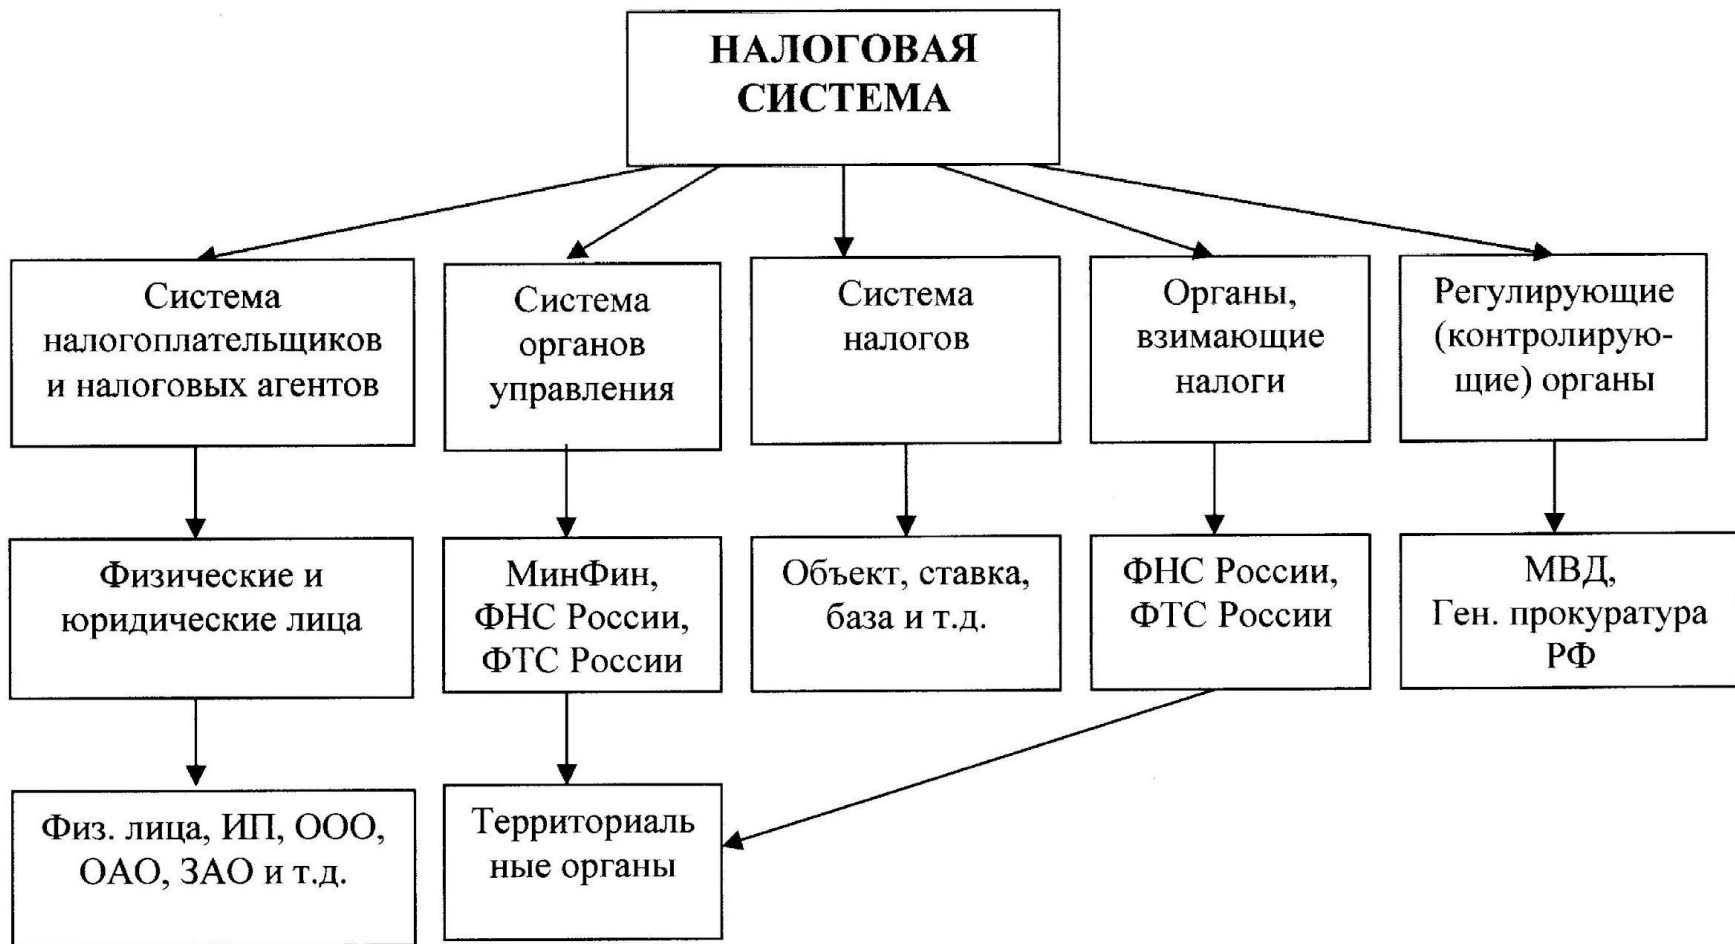 НАЛОГОВАЯ
СИСТЕМА
Система
налогоплательщиков
и налоговых агентов
Система
органов
управления
Система
налогов
Органы,
взимающие
налоги
Регулирующие
(контролирую-
щие) органы
Физические и
юридические лица
МинФин,
ФНС России,
ФТС России
Объект, ставка,
база и т.д.
ФНС России,
ФТС России
МВД,
Ген. прокуратура
РФ
Физ. лица, ИП, ООО,
ОАО, ЗАО и т.д.
Территориаль
ные органы